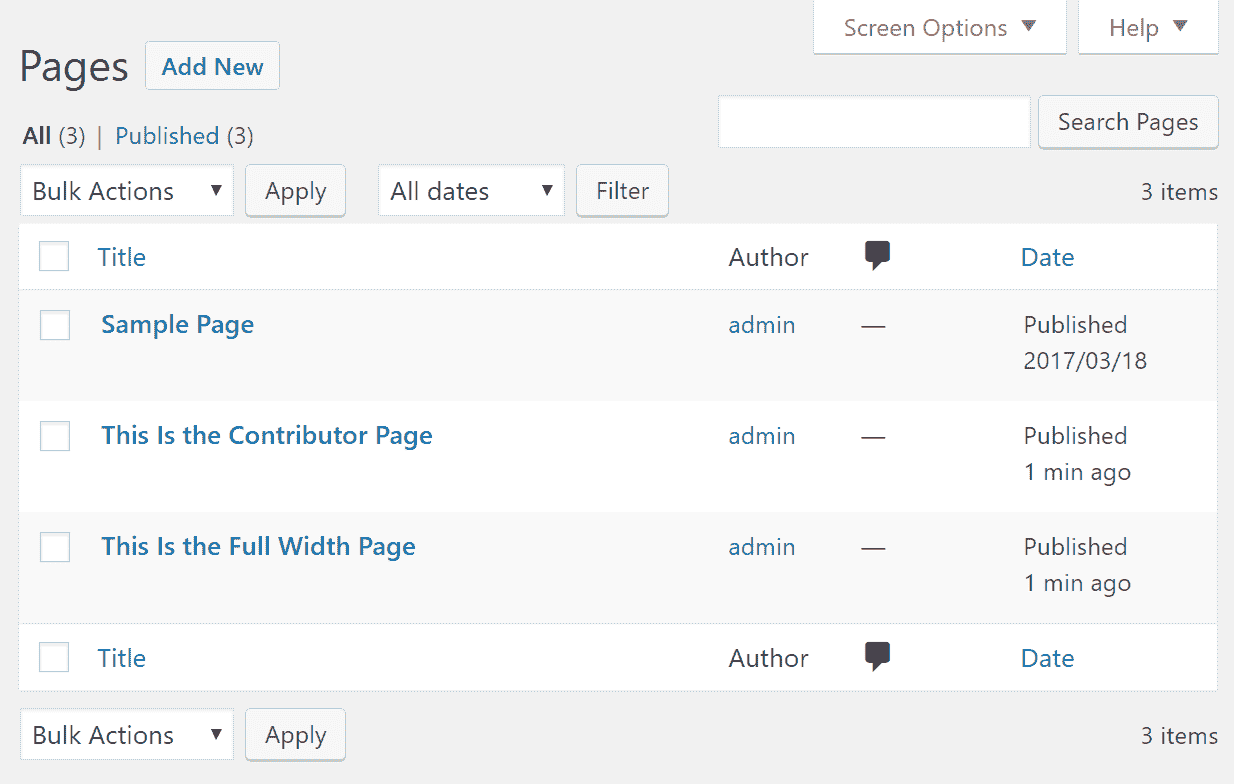 Screen Options ▼ Help ▼
Pages Add New
Search Pages
All (3) | Published (3)
Bulk Actions ▼ Apply All dates ▼ Filter 3 items
Title Author Date
Sample Page admin — Published
2017/03/18
This Is the Contributor Page admin — Published
1 min ago
This Is the Full Width Page admin — Published
1 min ago
Title Author Date
Bulk Actions ▼ Apply 3 items